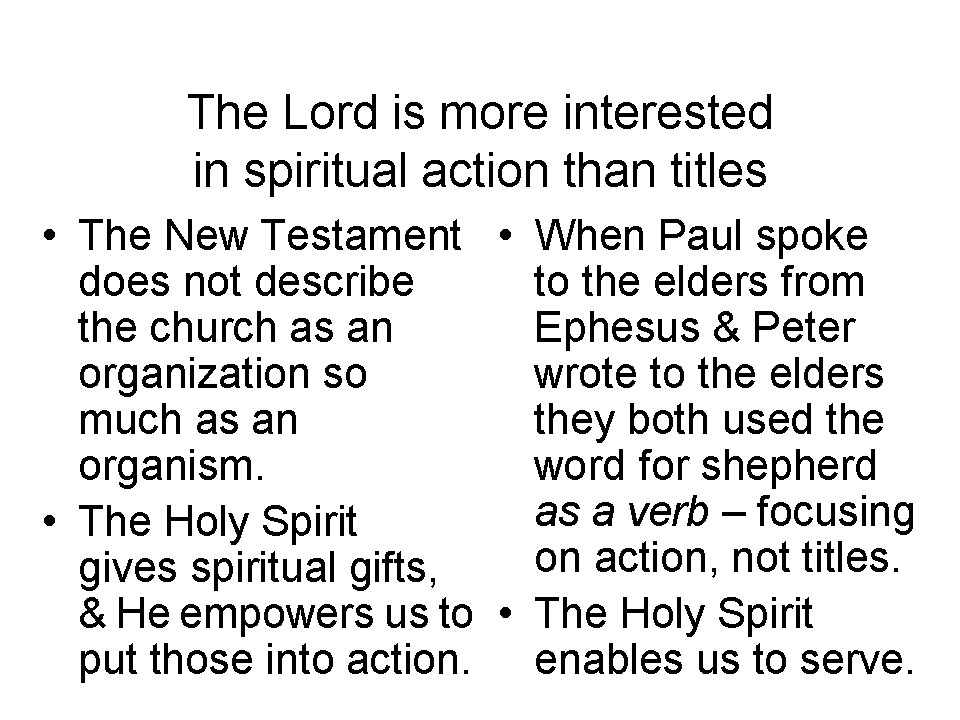 The Lord is more interested
in spiritual action than titles
• The New Testament
does not describe
the church as an
organization so
much as an
organism.
• The Holy Spirit
gives spiritual gifts,
& He empowers us to
put those into action.
• When Paul spoke
to the elders from
Ephesus & Peter
wrote to the elders
they both used the
word for shepherd
as a verb – focusing
on action, not titles.
• The Holy Spirit
enables us to serve.